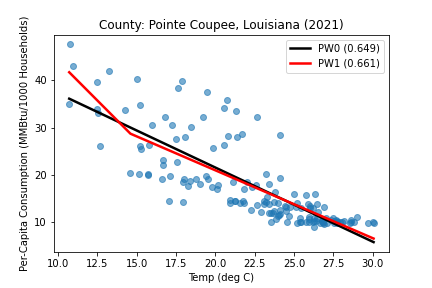 County: Pointe Coupee, Louisiana (2021)
PW0 (0.649)
PW1 (0.661)
Per-Capita Consumption (MMBtu/1000 Households)
40
30
20
10
10.0 12.5 15.0 17.5 20.0 22.5 25.0 27.5 30.0
Temp (deg C)